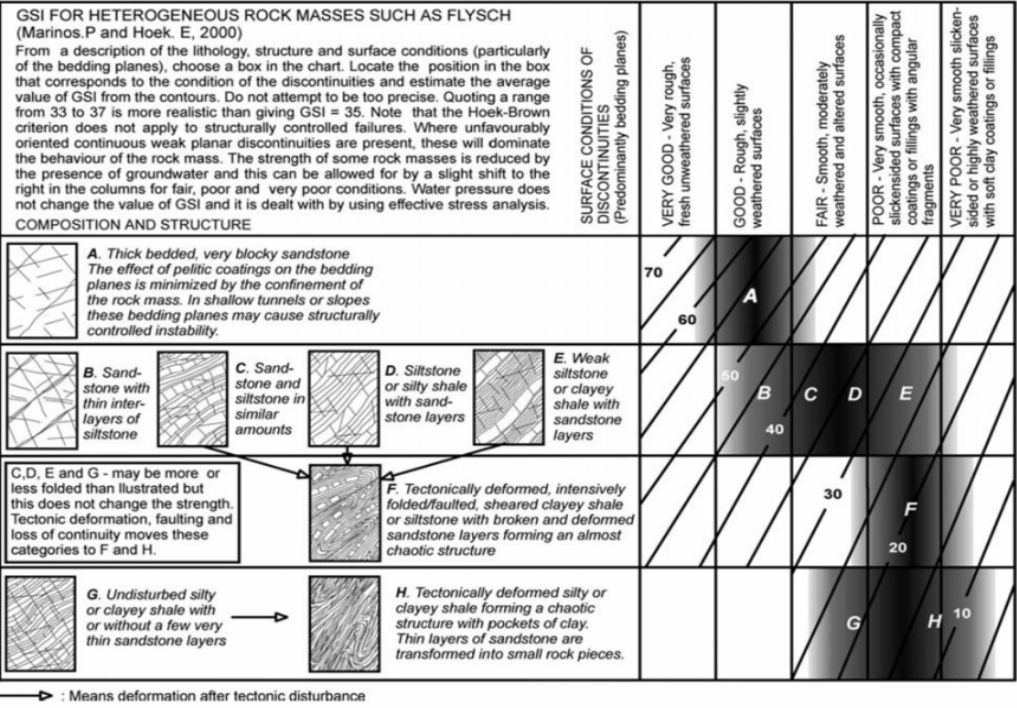 GSI FOR HETEROGENEOUS ROCK MASSES SUCH AS FLYSCH
(Marinos.P and Hoek. E, 2000)
From a description of the lithology, structure and surface conditions (particularly
of the bedding planes), choose a box in the chart. Locate the position in the box
that corresponds to the condition of the discontinuities and estimate the average
value of GSI from the contours. Do not attempt to be too precise. Quoting a range
from 33 to 37 is more realistic than giving GSI = 35. Note that the Hoek-Brown
criterion does not apply to structurally controlled failures. Where unfavourably
oriented continuous weak planar discontinuities are present, these will dominate
the behaviour of the rock mass. The strength of some rock masses is reduced by
the presence of groundwater and this can be allowed for by a slight shift to the
right in the columns for fair, poor and very poor conditions. Water pressure does
not change the value of GSI and it is dealt with by using effective stress analysis.
COMPOSITION AND STRUCTURE
SURFACE CONDITIONS OF
DISCONTINUITIES
(Predominantly bedding planes)
VERY GOOD - Very rough,
fresh unweathered surfaces
GOOD - Rough, slightly
weathered surfaces
FAIR - Smooth, moderately
weathered and altered surfaces
POOR - Very smooth, occasionally
slickensided surfaces with compact
coatings or fillings with angular
fragments
VERY POOR - Very smooth slicken-
sided or highly weathered surfaces
with soft clay coatings or fillings
A. Thick bedded, very blocky sandstone
The effect of pelitic coatings on the bedding
planes is minimized by the confinement of
the rock mass. In shallow tunnels or slopes
these bedding planes may cause structurally
controlled instability.
70
60
A
B. Sand-
stone with
thin inter-
layers of
siltstone
C. Sand-
stone and
siltstone in
similar
amounts
D. Siltstone
or silty shale
with sand-
stone layers
E. Weak
siltstone
or clayey
shale with
sandstone
layers
50
B C D E
40
C,D, E and G - may be more or
less folded than llustrated but
this does not change the strength.
Tectonic deformation, faulting and
loss of continuity moves these
categories to F and H.
F. Tectonically deformed, intensively
folded/faulted, sheared clayey shale
or siltstone with broken and deformed
sandstone layers forming an almost
chaotic structure
30
F
20
G. Undisturbed silty
or clayey shale with
or without a few very
thin sandstone layers
H. Tectonically deformed silty or
clayey shale forming a chaotic
structure with pockets of clay.
Thin layers of sandstone are
transformed into small rock pieces.
G H 10
: Means deformation after tectonic disturbance